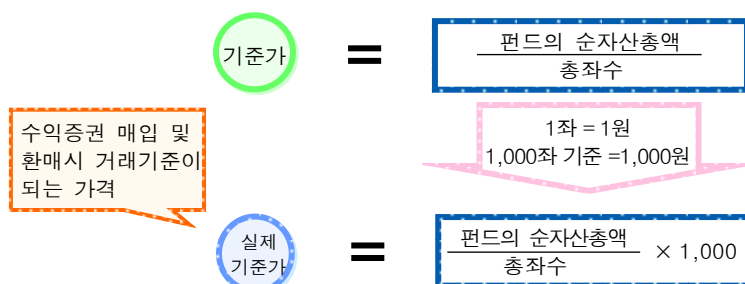 기준가
=
펀드의 순자산총액
총좌수
1좌 = 1원
1,000좌 기준 =1,000원
수익증권 매입 및
환매시 거래기준이
되는 가격
실제
기준가
=
펀드의 순자산총액
총좌수
× 1,000